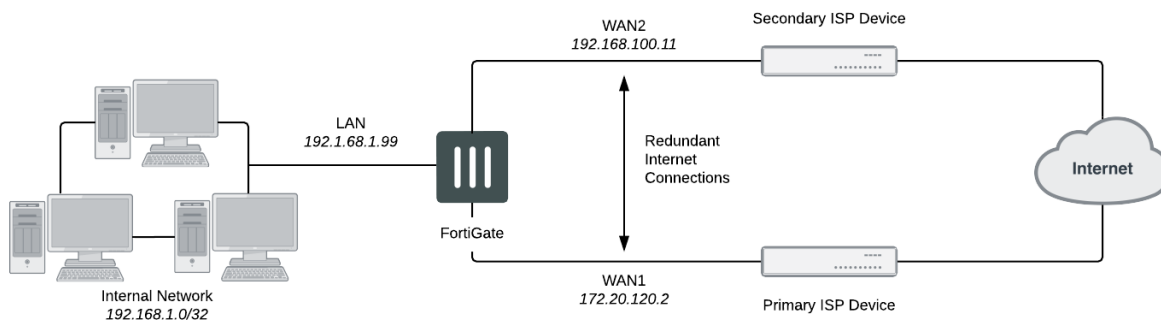 Secondary ISP Device
WAN2
192.168.100.11
LAN
192.1.68.1.99
Redundant
Internet
Connections
Internet
FortiGate
WAN1
172.20.120.2
Primary ISP Device
Internal Network
192.168.1.0/32